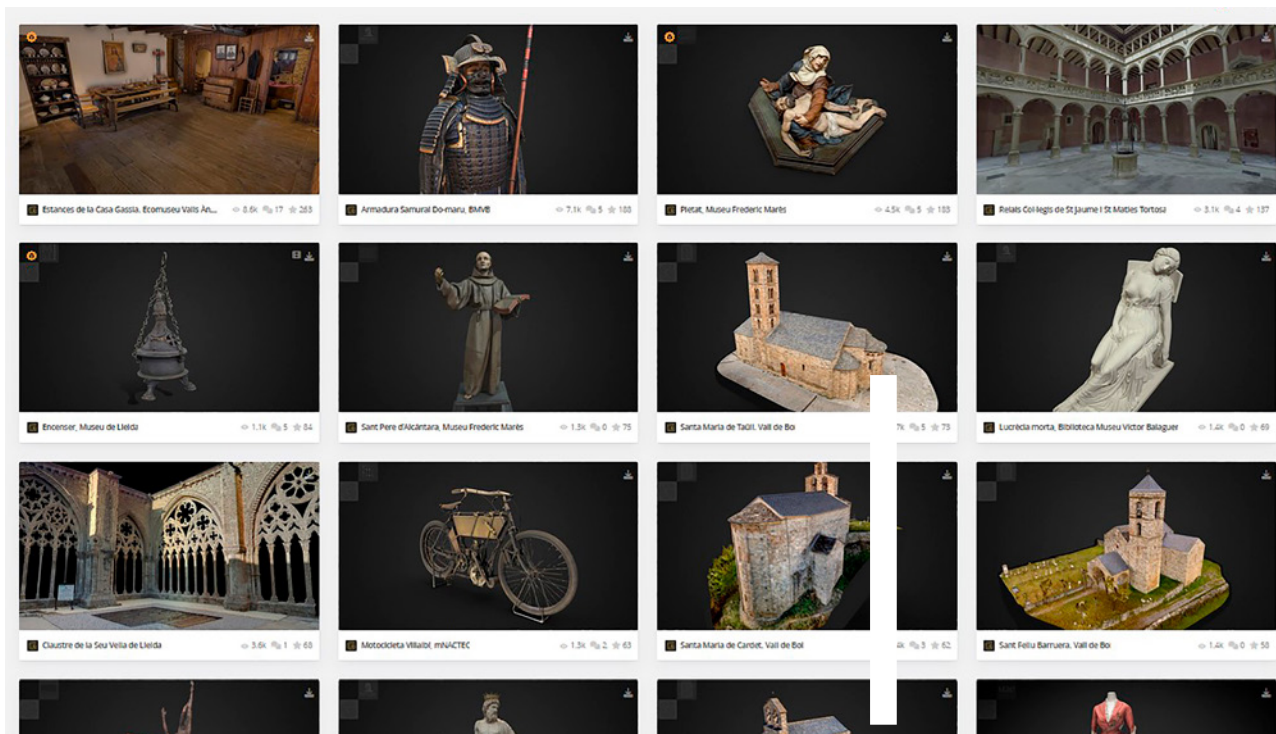 Estances de la Casa Gassia. Ecomuseu Valls Àn... 8.6k 17 263
Armadura Samurai Do-maru, BMVB 7.1k 5 188
Pietat, Museu Frederic Marès 4.5k 5 188
Reials Col·legis de St Jaume i St Maties Tortosa 3.1k 4 137
Encenser, Museu de Lleida 1.1k 5 84
Sant Pere d'Alcántara, Museu Frederic Marès 1.3k 0 75
Santa Maria de Taüll, Vall de Boí 5 73
Lucrècia morta, Biblioteca Museu Víctor Balaguer 1.4k 0 69
Claustre de la Seu Vella de Lleida 3.6k 1 68
Motocicleta Villalbí, mNACTEC 1.3k 2 63
Santa Maria de Cardet, Vall de Boí 3 62
Sant Feliu Barruera, Vall de Boí 1.4k 0 58